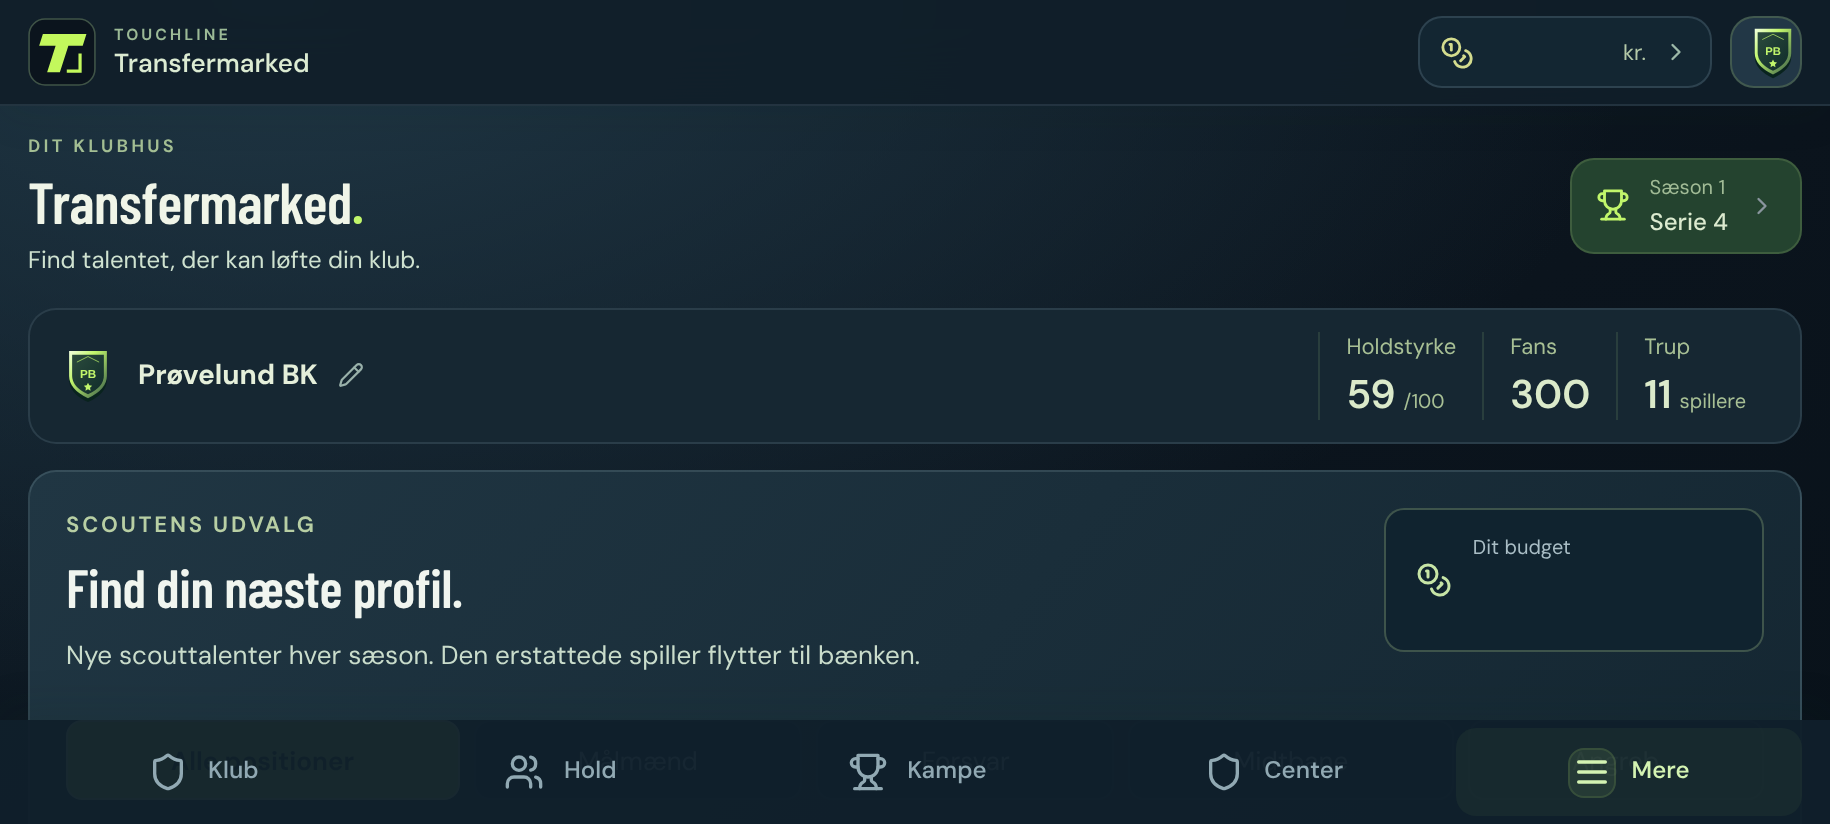 TOUCHLINE
Transfermarked
kr.
PB
DIT KLUBHUS
Transfermarked.
Find talentet, der kan løfte din klub.
Sæson 1
Serie 4
PB
Prøvelund BK
Holdstyrke
59 /100
Fans
300
Trup
11 spillere
SCOUTENS UDVALG
Find din næste profil.
Nye scouttalenter hver sæson. Den erstattede spiller flytter til bænken.
Dit budget
Klub
Hold
Kampe
Center
Mere